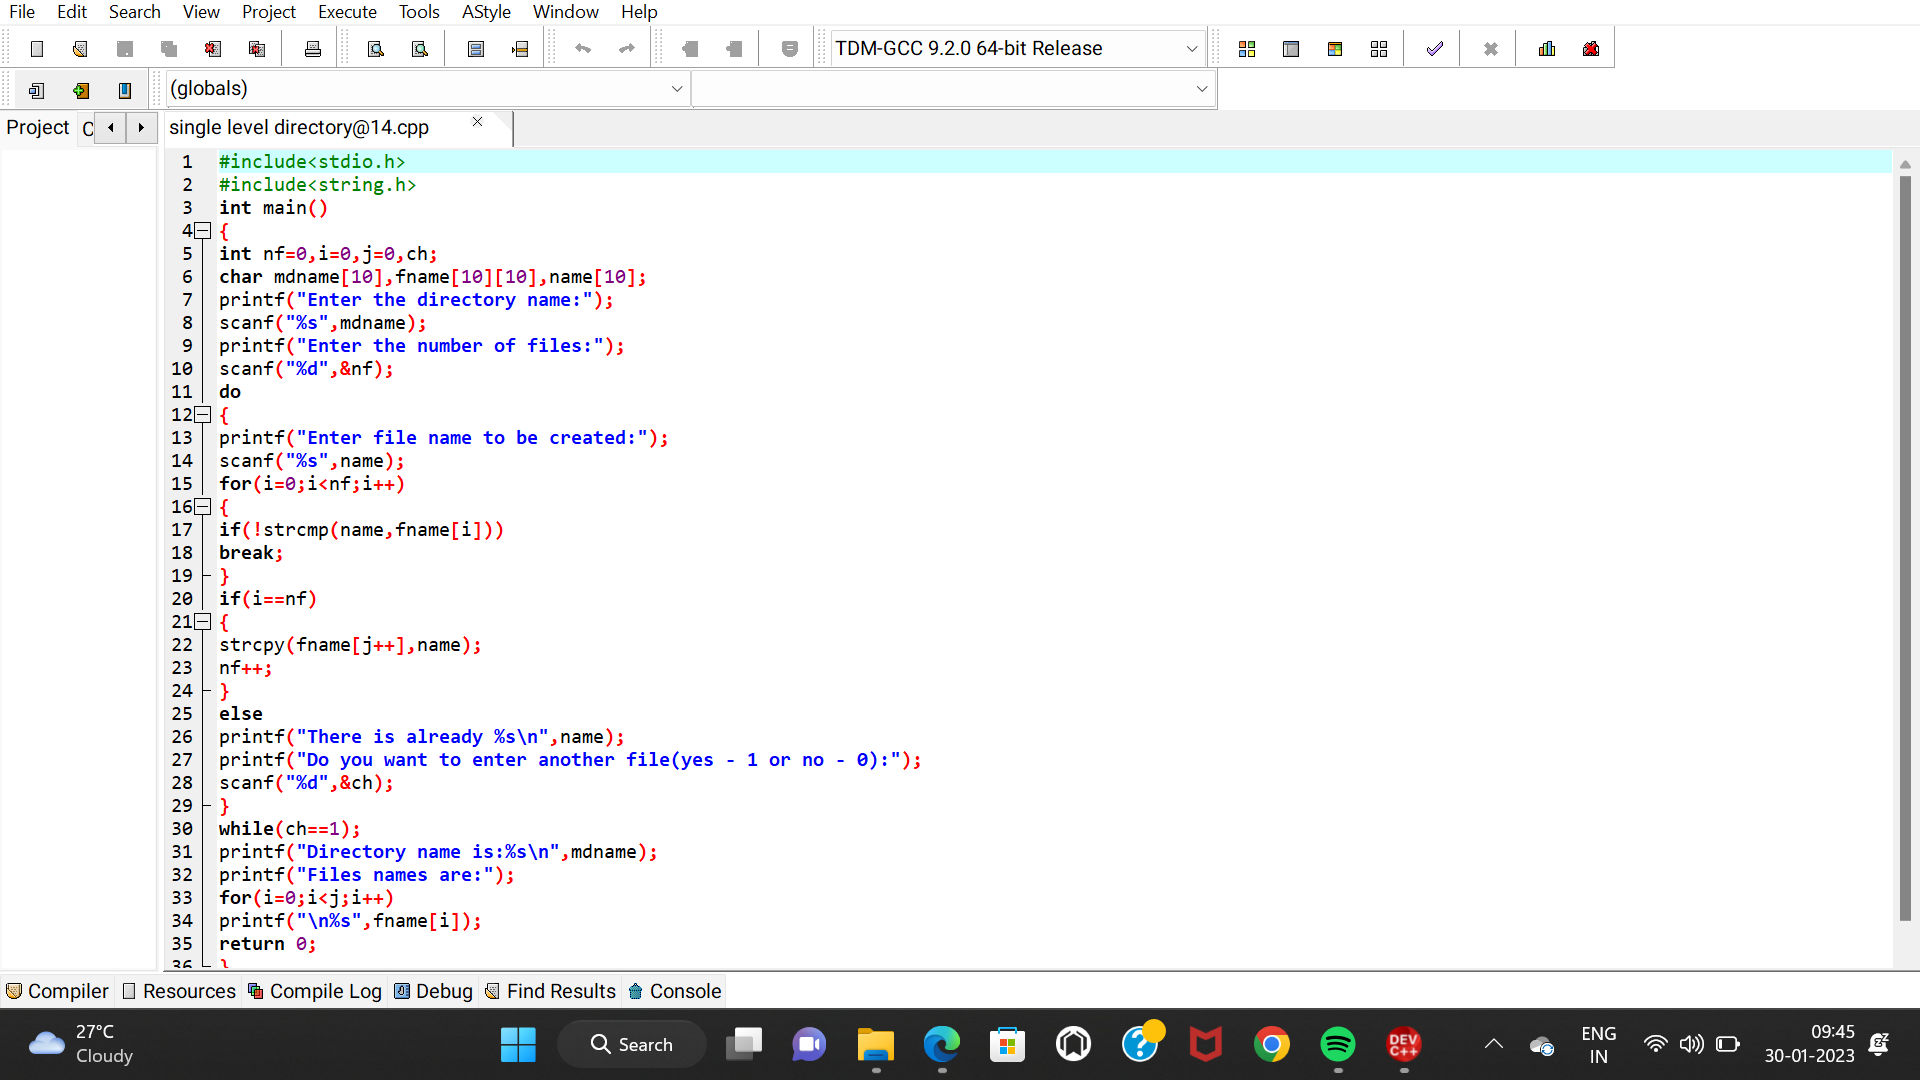 File Edit Search View Project Execute Tools AStyle Window Help
TDM-GCC 9.2.0 64-bit Release
(globals)
Project C
single level directory@14.cpp
1 #include<stdio.h>
2 #include<string.h>
3 int main()
4 {
5 int nf=0,i=0,j=0,ch;
6 char mdname[10],fname[10][10],name[10];
7 printf("Enter the directory name:");
8 scanf("%s",mdname);
9 printf("Enter the number of files:");
10 scanf("%d",&nf);
11 do
12 {
13 printf("Enter file name to be created:");
14 scanf("%s",name);
15 for(i=0;i<nf;i++)
16 {
17 if(!strcmp(name,fname[i]))
18 break;
19 }
20 if(i==nf)
21 {
22 strcpy(fname[j++],name);
23 nf++;
24 }
25 else
26 printf("There is already %s\n",name);
27 printf("Do you want to enter another file(yes - 1 or no - 0):");
28 scanf("%d",&ch);
29 }
30 while(ch==1);
31 printf("Directory name is:%s\n",mdname);
32 printf("Files names are:");
33 for(i=0;i<j;i++)
34 printf("\n%s",fname[i]);
35 return 0;
36 }
Compiler Resources Compile Log Debug Find Results Console
27°C
Cloudy
Search
DEV
C++
ENG
IN
09:45
30-01-2023